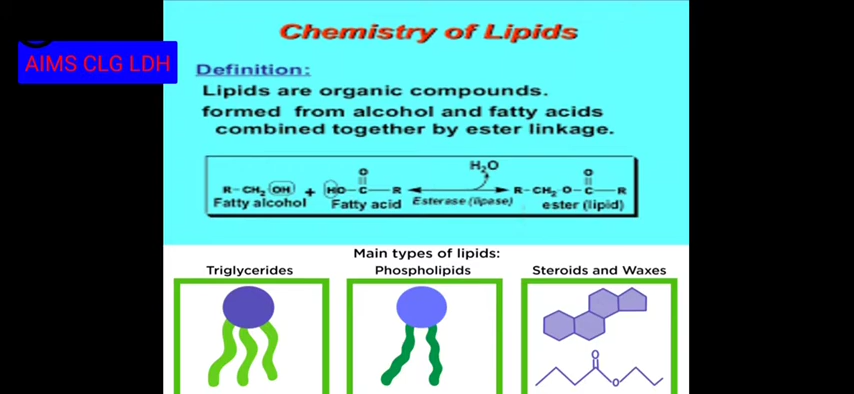 Chemistry of Lipids
AIMS CLG LDH
Definition:
Lipids are organic compounds.
formed from alcohol and fatty acids
combined together by ester linkage.
H₂O
O O
R-CH₂ OH + HO-C-R R-CH₂ O-C-R
Fatty alcohol Fatty acid Esterase (lipase) ester (lipid)
Main types of lipids:
Triglycerides Phospholipids Steroids and Waxes
O
O